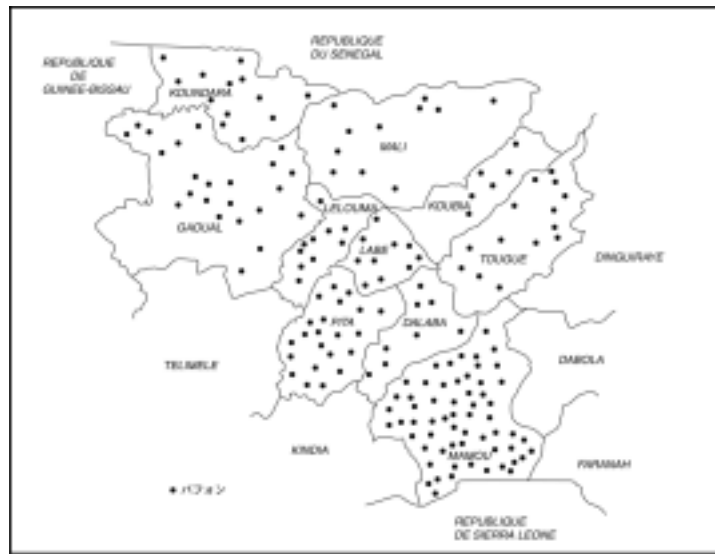 REPUBLIQUE
DU SENEGAL
REPUBLIQUE
DE
GUINEE-BISSAU
KOUNDARA
MALI
LELOUMA
KOUBIA
GAOUAL
LABE
TOUGUE
DINGUIRAYE
PITA
DALABA
TELIMELE
DABOLA
KINDIA
MAMOU
FARANAH
バフォン
REPUBLIQUE
DE SIERRA LEONE